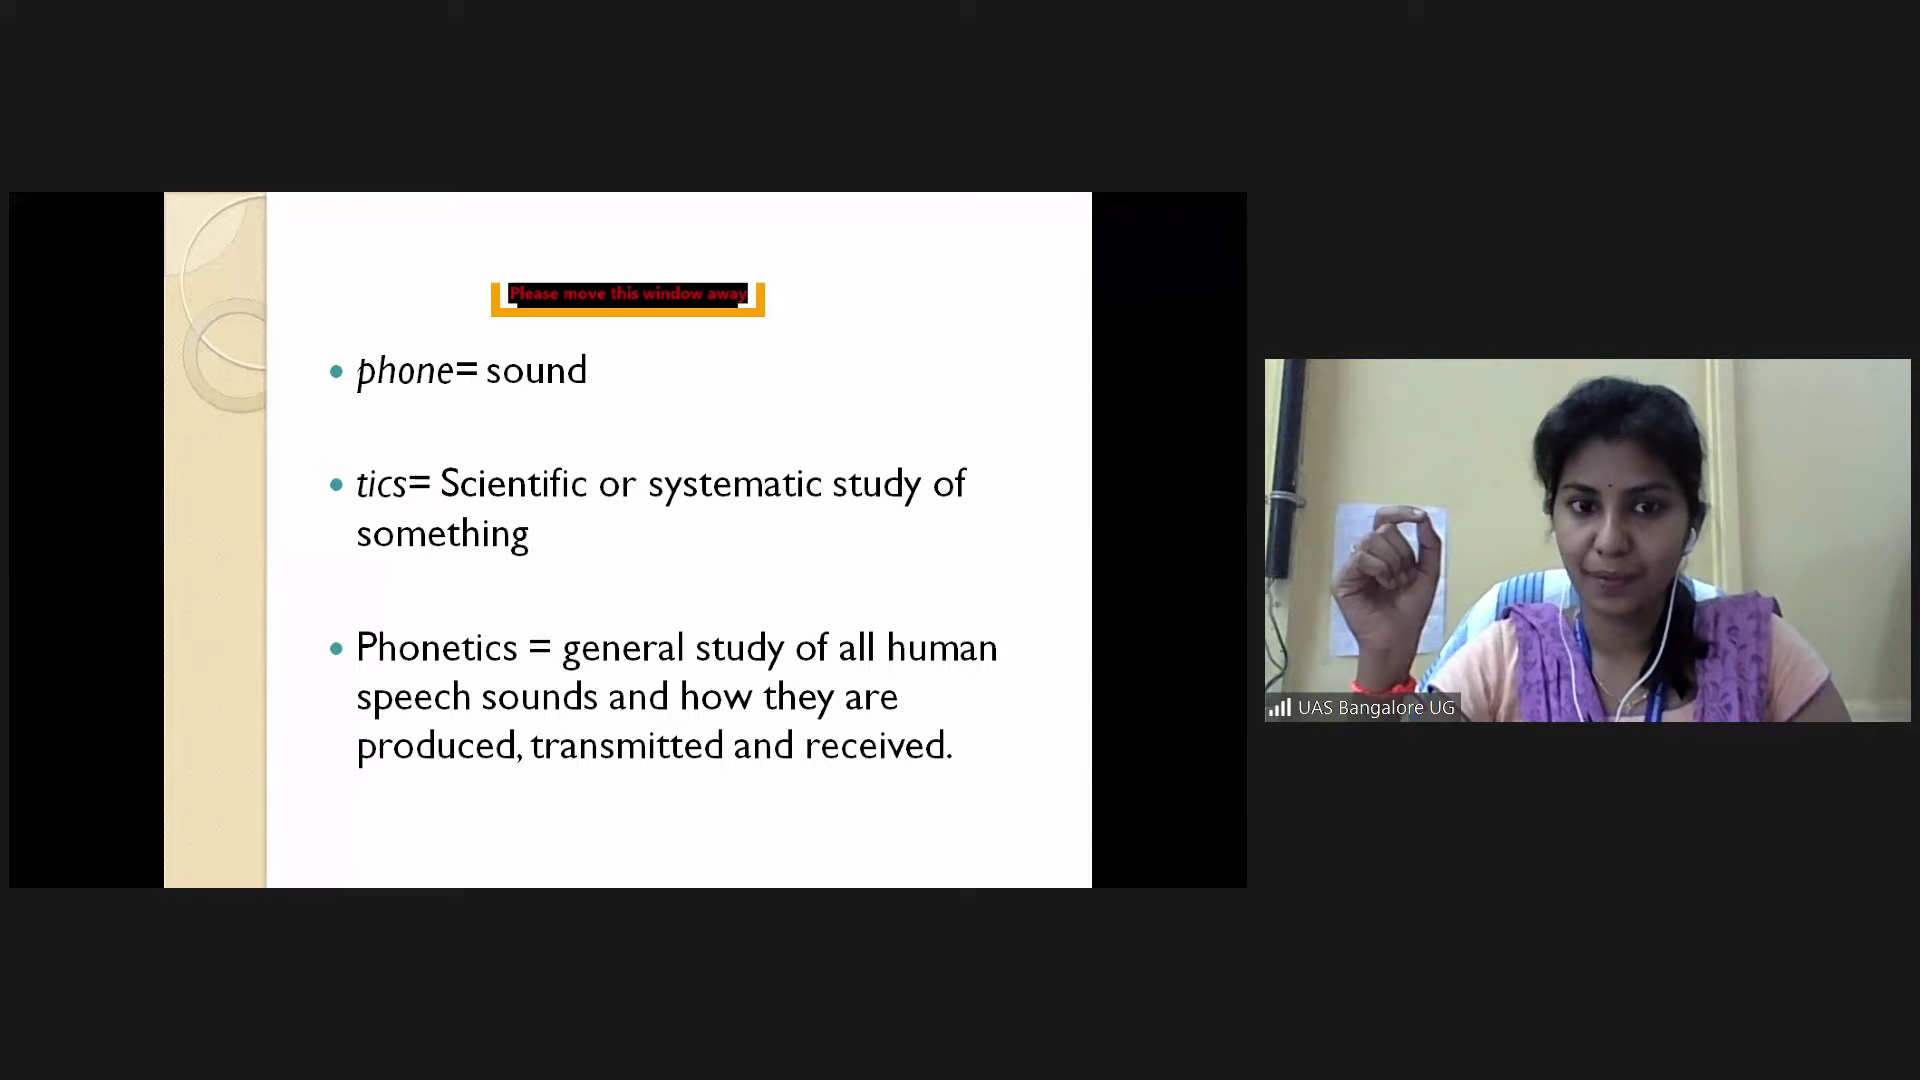 Please move this window away
phone= sound
tics= Scientific or systematic study of
something
Phonetics = general study of all human
speech sounds and how they are
produced, transmitted and received.
UAS Bangalore UG